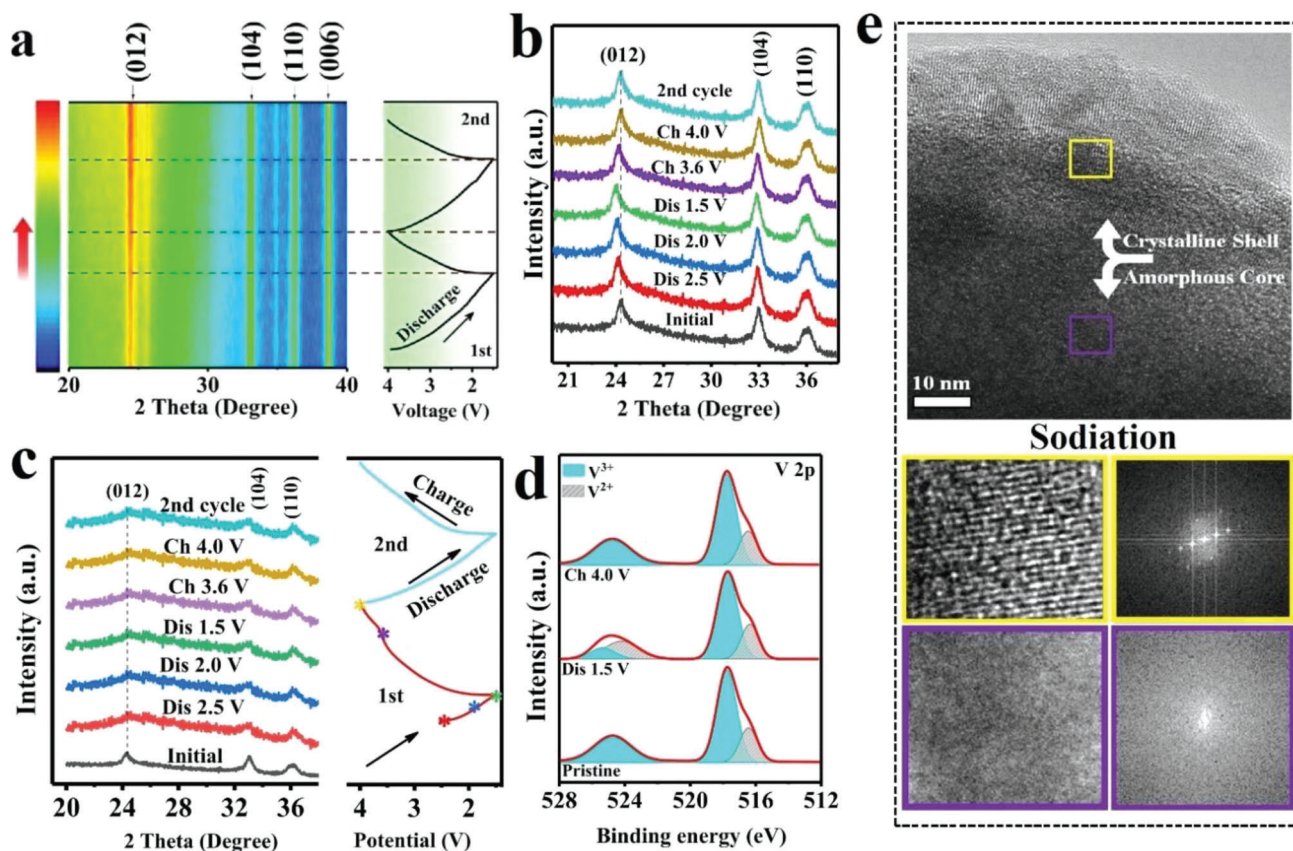 a
(012)
(104)
(110)
(006)
20 30 40
2 Theta (Degree)
2nd
Discharge
1st
4 3 2
Voltage (V)
b
(012)
(104)
(110)
2nd cycle
Ch 4.0 V
Ch 3.6 V
Dis 1.5 V
Dis 2.0 V
Dis 2.5 V
Initial
Intensity (a.u.)
21 24 27 30 33 36
2 Theta (Degree)
c
(012)
(104)
(110)
2nd cycle
Ch 4.0 V
Ch 3.6 V
Dis 1.5 V
Dis 2.0 V
Dis 2.5 V
Initial
Intensity (a.u.)
20 24 28 32 36
2 Theta (Degree)
Charge
2nd
Discharge
1st
4 3 2
Potential (V)
d
V³⁺
V²⁺
V 2p
Ch 4.0 V
Dis 1.5 V
Pristine
Intensity (a.u.)
528 524 520 516 512
Binding energy (eV)
e
Crystalline Shell
Amorphous Core
10 nm
Sodiation